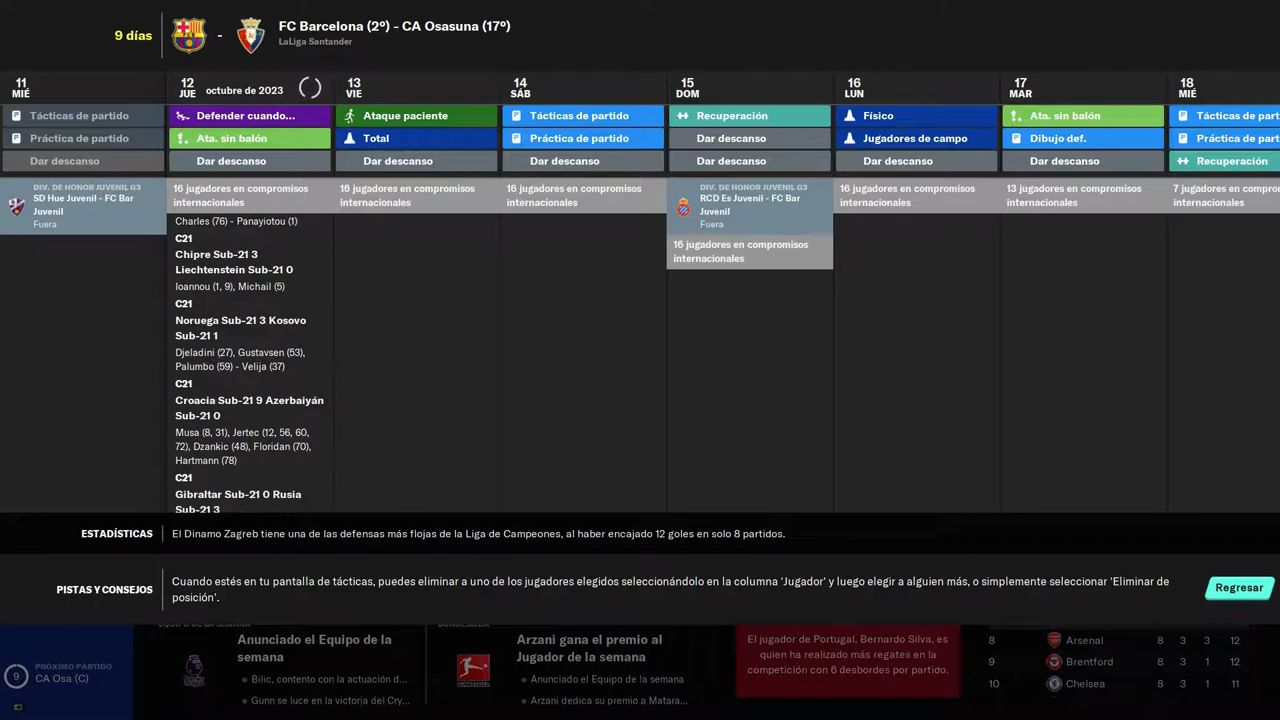 9 días
FC Barcelona (2º) - CA Osasuna (17º)
LaLiga Santander
11
MIÉ
12
JUE
octubre de 2023
13
VIE
14
SÁB
15
DOM
16
LUN
17
MAR
18
MIÉ
Tácticas de partido
Defender cuando...
Ataque paciente
Tácticas de partido
Recuperación
Físico
Ata. sin balón
Tácticas de part
Práctica de partido
Ata. sin balón
Total
Práctica de partido
Dar descanso
Jugadores de campo
Dibujo def.
Práctica de part
Dar descanso
Dar descanso
Dar descanso
Dar descanso
Dar descanso
Dar descanso
Dar descanso
Recuperación
DIV. DE HONOR JUVENIL G3
SD Hue Juvenil - FC Bar
Juvenil
Fuera
16 jugadores en compromisos
internacionales
Charles (76) - Panayiotou (1)
C21
Chipre Sub-21 3
Liechtenstein Sub-21 0
Ioannou (1, 9), Michail (5)
C21
Noruega Sub-21 3 Kosovo
Sub-21 1
Djeladini (27), Gustavsen (53),
Palumbo (59) - Velija (37)
C21
Croacia Sub-21 9 Azerbaiyán
Sub-21 0
Musa (8, 31), Jertec (12, 56, 60,
72), Dzankic (48), Floridan (70),
Hartmann (78)
C21
Gibraltar Sub-21 0 Rusia
Sub-21 3
16 jugadores en compromisos
internacionales
16 jugadores en compromisos
internacionales
DIV. DE HONOR JUVENIL G3
RCD Es Juvenil - FC Bar
Juvenil
Fuera
16 jugadores en compromisos
internacionales
16 jugadores en compromisos
internacionales
13 jugadores en compromisos
internacionales
7 jugadores en compron
internacionales
ESTADÍSTICAS
El Dinamo Zagreb tiene una de las defensas más flojas de la Liga de Campeones, al haber encajado 12 goles en solo 8 partidos.
PISTAS Y CONSEJOS
Cuando estés en tu pantalla de tácticas, puedes eliminar a uno de los jugadores elegidos seleccionándolo en la columna 'Jugador' y luego elegir a alguien más, o simplemente seleccionar 'Eliminar de
posición'.
Regresar
9
PRÓXIMO PARTIDO
CA Osa (C)
Anunciado el Equipo de la
semana
Bilic, contento con la actuación d...
Gunn se luce en la victoria del Cry...
Arzani gana el premio al
Jugador de la semana
Anunciado el Equipo de la semana
Arzani dedica su premio a Matara...
El jugador de Portugal, Bernardo Silva, es
quien ha realizado más regates en la
competición con 6 desbordes por partido.
8 Arsenal 8 3 3 12
9 Brentford 8 3 1 12
10 Chelsea 8 3 1 11